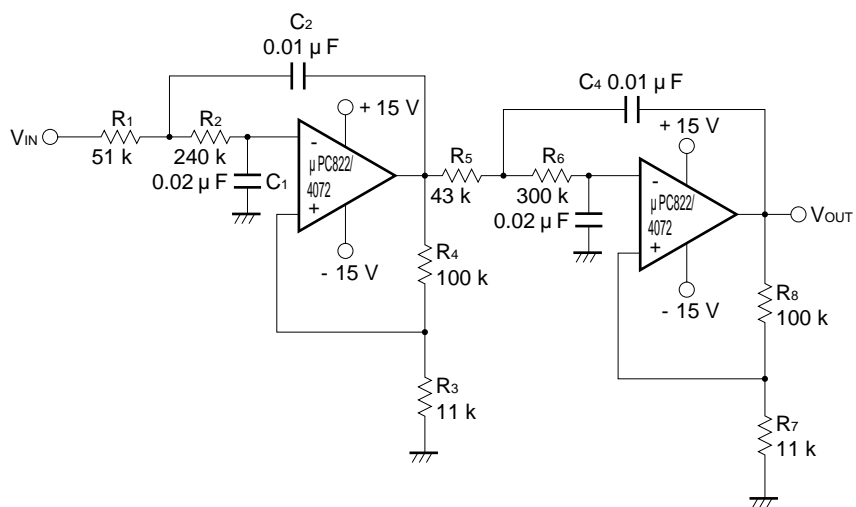 C2
0.01 µ F
C4 0.01 µ F
+ 15 V
VIN
R1
51 k
R2
240 k
0.02 µ F
C1
-
µ PC822/
4072
+
- 15 V
R5
43 k
R6
300 k
0.02 µ F
+ 15 V
-
µ PC822/
4072
+
- 15 V
VOUT
R4
100 k
R3
11 k
R8
100 k
R7
11 k